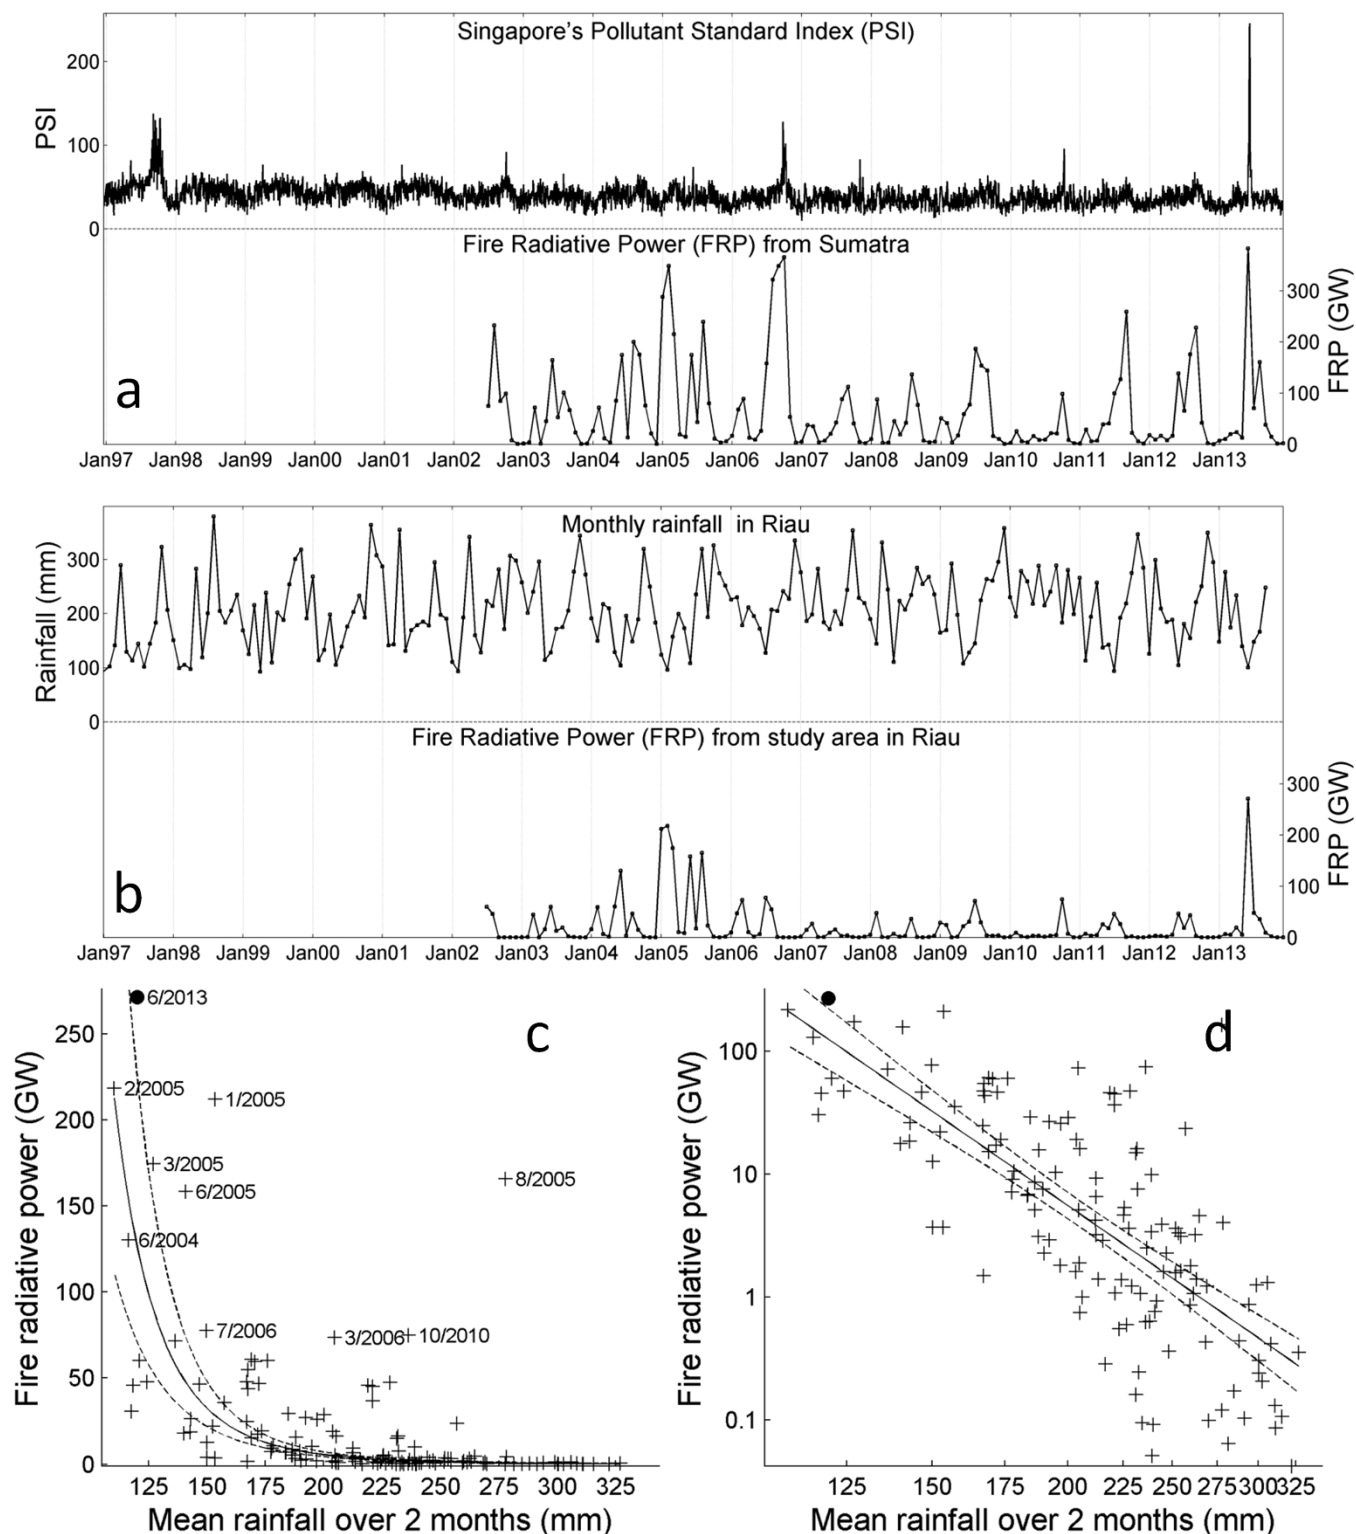 Singapore's Pollutant Standard Index (PSI)
200
100
0
PSI
Fire Radiative Power (FRP) from Sumatra
300
200
100
0
FRP (GW)
a
Jan97 Jan98 Jan99 Jan00 Jan01 Jan02 Jan03 Jan04 Jan05 Jan06 Jan07 Jan08 Jan09 Jan10 Jan11 Jan12 Jan13
Monthly rainfall in Riau
300
200
100
0
Rainfall (mm)
Fire Radiative Power (FRP) from study area in Riau
300
200
100
0
FRP (GW)
b
Jan97 Jan98 Jan99 Jan00 Jan01 Jan02 Jan03 Jan04 Jan05 Jan06 Jan07 Jan08 Jan09 Jan10 Jan11 Jan12 Jan13
c
6/2013
2/2005
1/2005
3/2005
6/2005
8/2005
6/2004
7/2006
3/2006
10/2010
250
200
150
100
50
0
Fire radiative power (GW)
125 150 175 200 225 250 275 300 325
Mean rainfall over 2 months (mm)
d
100
10
1
0.1
Fire radiative power (GW)
125 150 175 200 225 250 275 300 325
Mean rainfall over 2 months (mm)